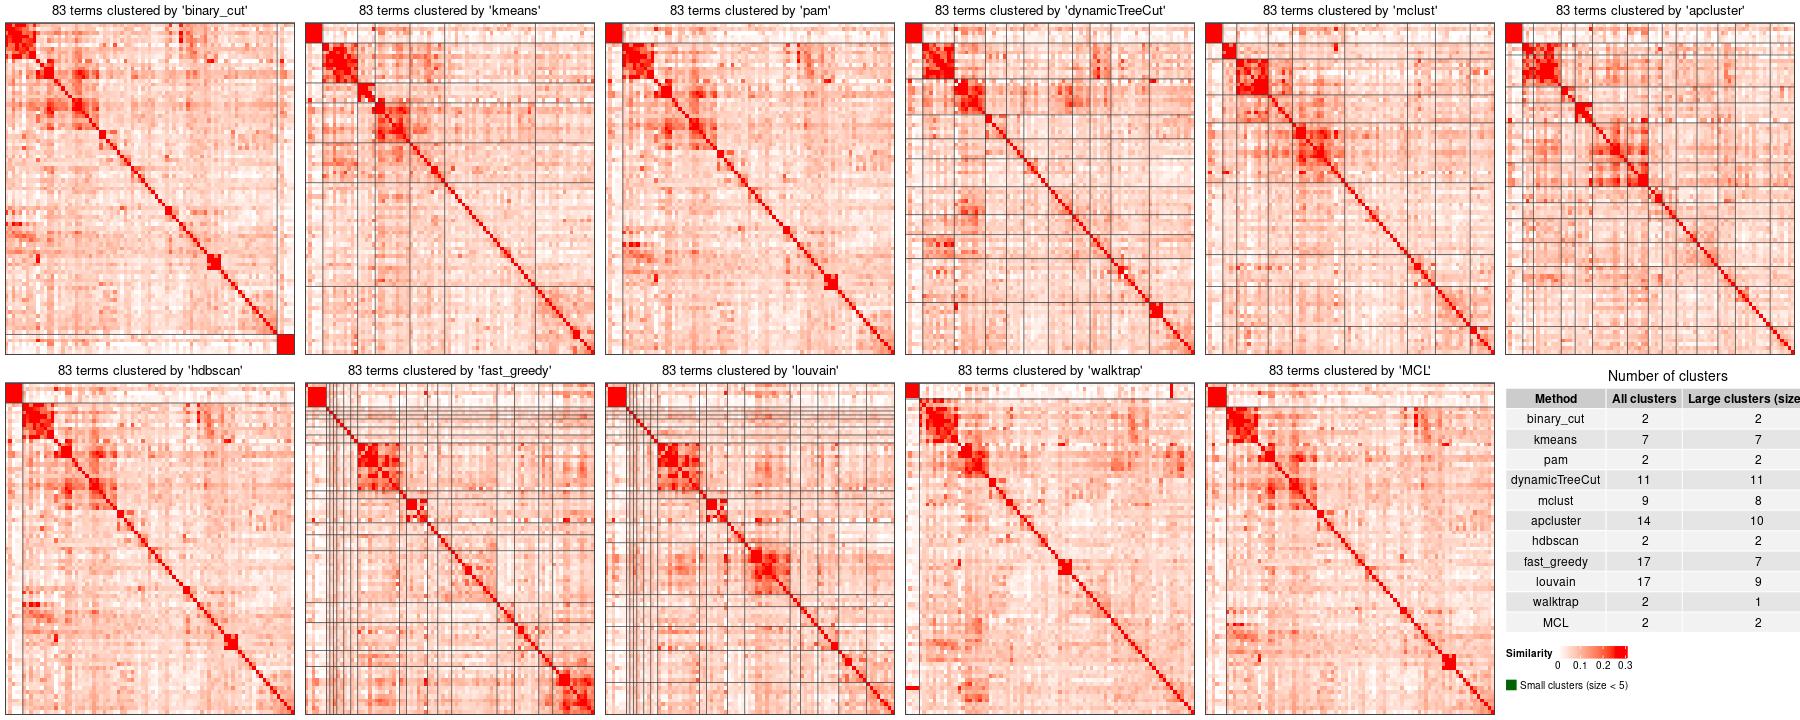 83 terms clustered by 'binary_cut'
83 terms clustered by 'kmeans'
83 terms clustered by 'pam'
83 terms clustered by 'dynamicTreeCut'
83 terms clustered by 'mclust'
83 terms clustered by 'apcluster'
83 terms clustered by 'hdbscan'
83 terms clustered by 'fast_greedy'
83 terms clustered by 'louvain'
83 terms clustered by 'walktrap'
83 terms clustered by 'MCL'
Number of clusters
Method All clusters Large clusters (size
binary_cut 2 2
kmeans 7 7
pam 2 2
dynamicTreeCut 11 11
mclust 9 8
apcluster 14 10
hdbscan 2 2
fast_greedy 17 7
louvain 17 9
walktrap 2 1
MCL 2 2
Similarity
0 0.1 0.2 0.3
Small clusters (size < 5)